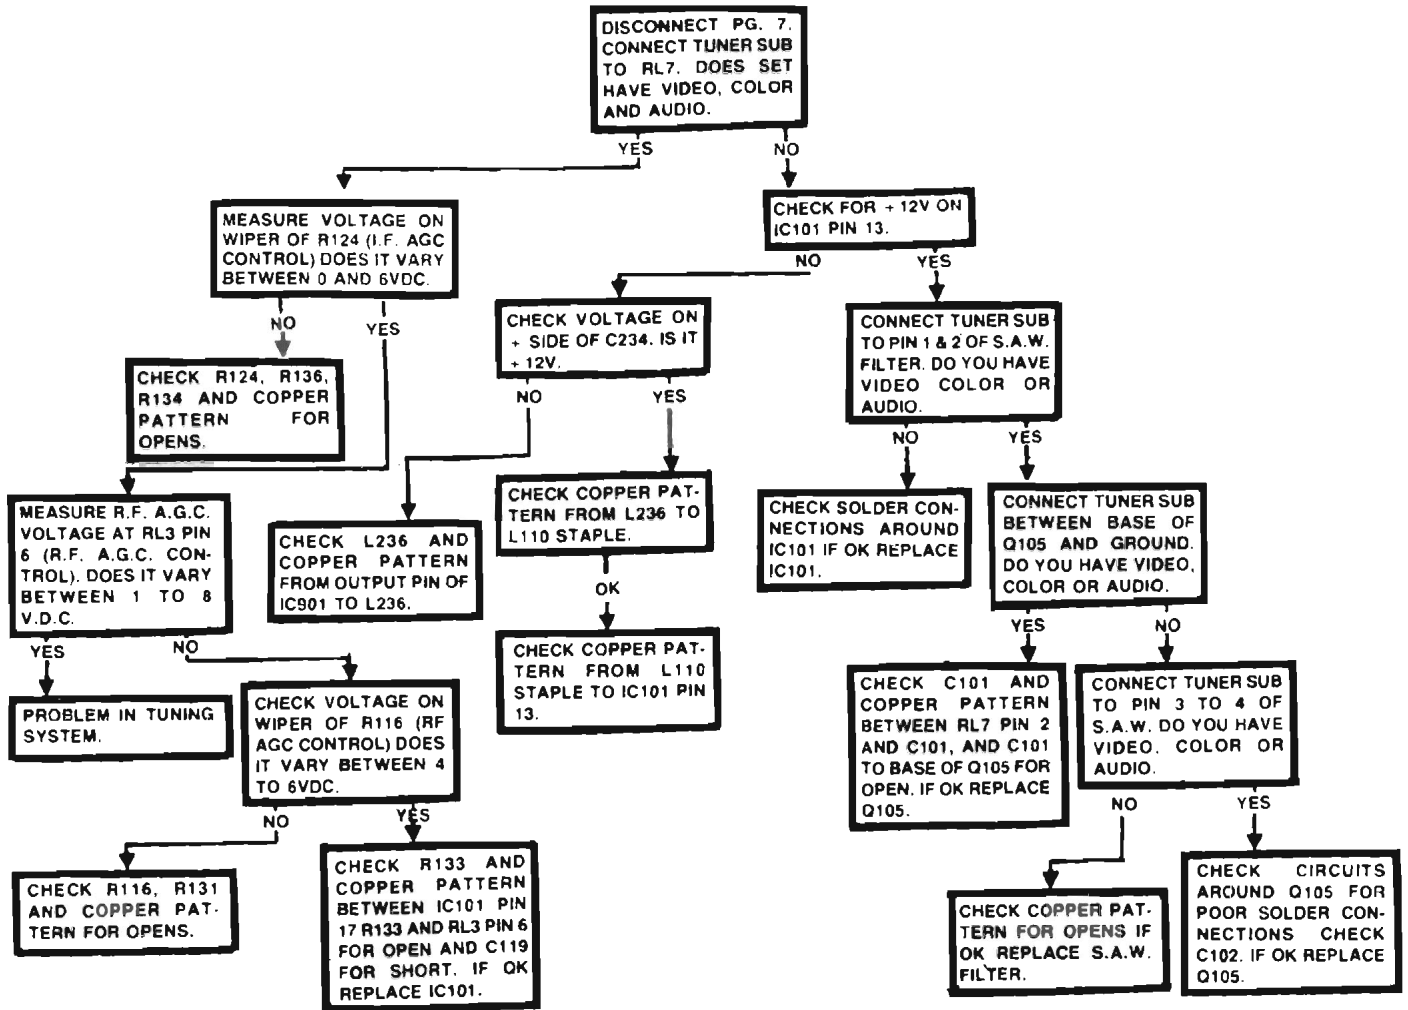 DISCONNECT PG. 7.
CONNECT TUNER SUB
TO RL7. DOES SET
HAVE VIDEO, COLOR
AND AUDIO.
YES
NO
MEASURE VOLTAGE ON
WIPER OF R124 (I.F. AGC
CONTROL) DOES IT VARY
BETWEEN 0 AND 6VDC.
CHECK FOR + 12V ON
IC101 PIN 13.
NO
YES
NO
YES
CHECK VOLTAGE ON
+ SIDE OF C234. IS IT
+ 12V.
CONNECT TUNER SUB
TO PIN 1 & 2 OF S.A.W.
FILTER. DO YOU HAVE
VIDEO COLOR OR
AUDIO.
CHECK R124, R136,
R134 AND COPPER
PATTERN FOR
OPENS.
NO
YES
NO
YES
MEASURE R.F. A.G.C.
VOLTAGE AT RL3 PIN
6 (R.F. A.G.C. CON-
TROL). DOES IT VARY
BETWEEN 1 TO 8
V.D.C.
CHECK L236 AND
COPPER PATTERN
FROM OUTPUT PIN OF
IC901 TO L236.
CHECK COPPER PAT-
TERN FROM L236 TO
L110 STAPLE.
OK
CHECK SOLDER CON-
NECTIONS AROUND
IC101 IF OK REPLACE
IC101.
CONNECT TUNER SUB
BETWEEN BASE OF
Q105 AND GROUND.
DO YOU HAVE VIDEO,
COLOR OR AUDIO.
YES
NO
YES
NO
PROBLEM IN TUNING
SYSTEM.
CHECK VOLTAGE ON
WIPER OF R116 (RF
AGC CONTROL) DOES
IT VARY BETWEEN 4
TO 6VDC.
CHECK COPPER PAT-
TERN FROM L110
STAPLE TO IC101 PIN
13.
CHECK C101 AND
COPPER PATTERN
BETWEEN RL7 PIN 2
AND C101, AND C101
TO BASE OF Q105 FOR
OPEN. IF OK REPLACE
Q105.
CONNECT TUNER SUB
TO PIN 3 TO 4 OF
S.A.W. DO YOU HAVE
VIDEO, COLOR OR
AUDIO.
NO
YES
NO
YES
CHECK R116, R131
AND COPPER PAT-
TERN FOR OPENS.
CHECK R133 AND
COPPER PATTERN
BETWEEN IC101 PIN
17 R133 AND RL3 PIN 6
FOR OPEN AND C119
FOR SHORT. IF OK
REPLACE IC101.
CHECK COPPER PAT-
TERN FOR OPENS IF
OK REPLACE S.A.W.
FILTER.
CHECK CIRCUITS
AROUND Q105 FOR
POOR SOLDER CON-
NECTIONS CHECK
C102. IF OK REPLACE
Q105.